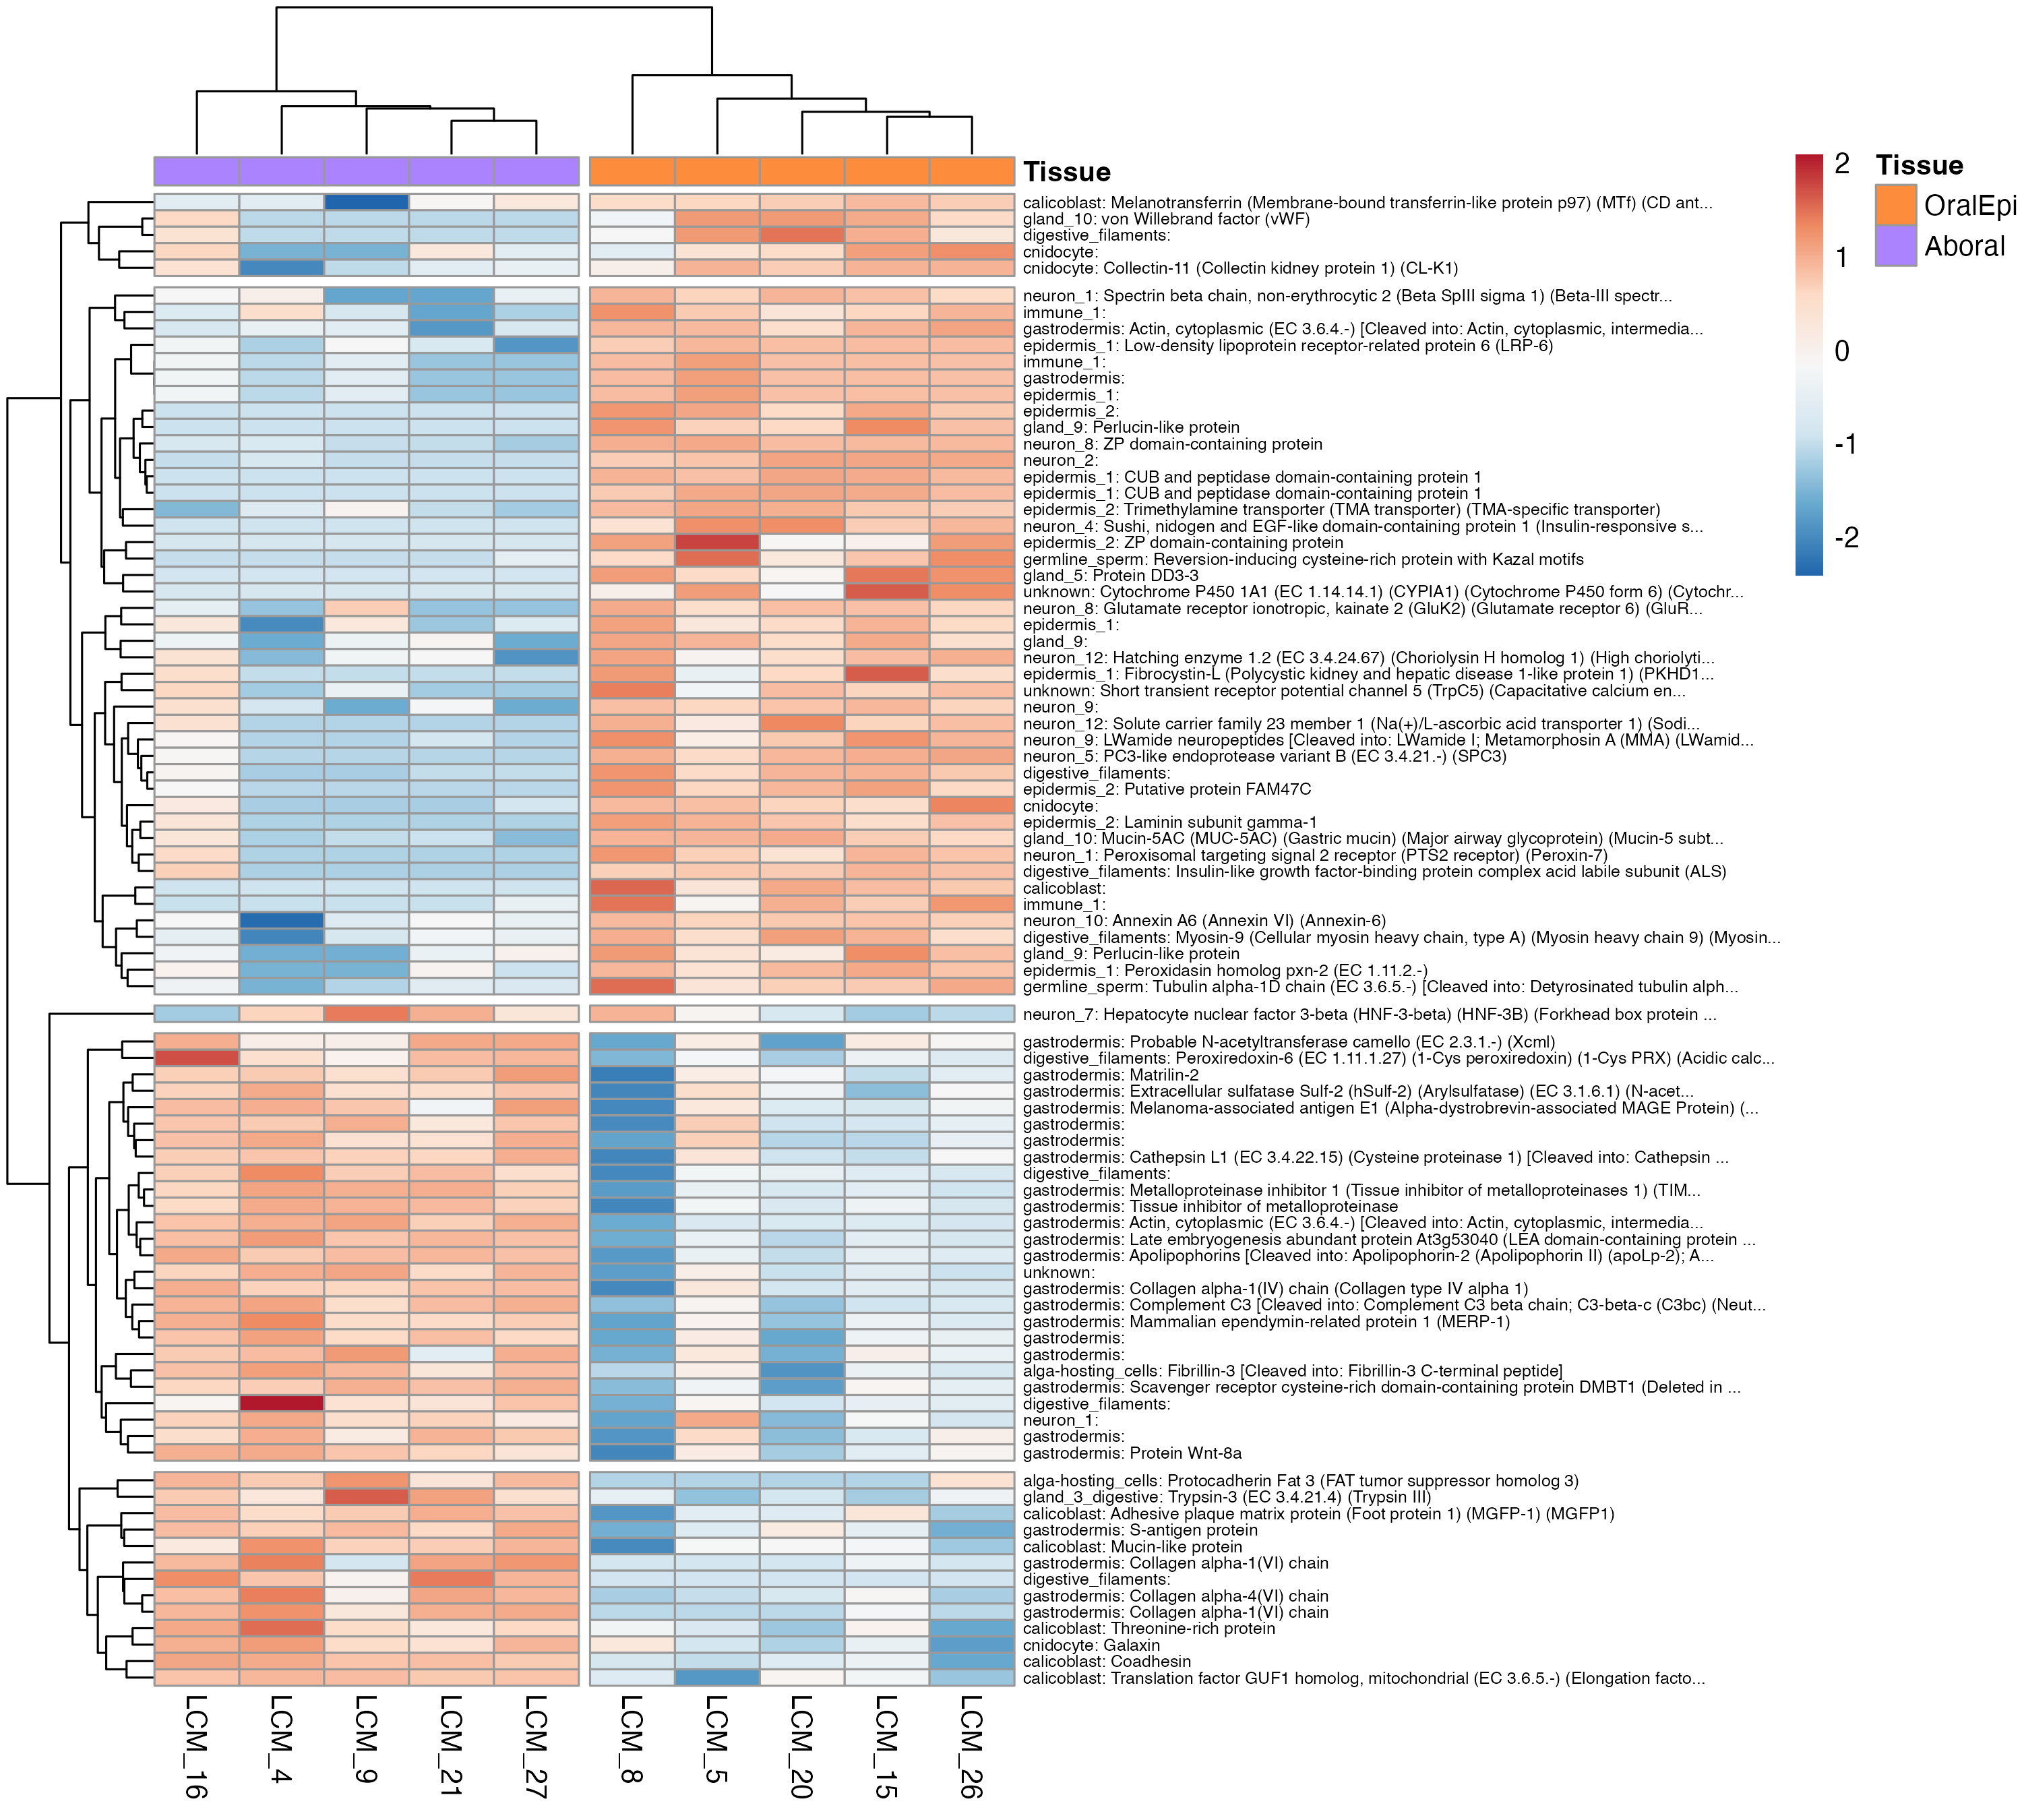 Tissue
calicoblast: Melanotransferrin (Membrane-bound transferrin-like protein p97) (MTf) (CD ant...
gland_10: von Willebrand factor (vWF)
digestive_filaments:
cnidocyte:
cnidocyte: Collectin-11 (Collectin kidney protein 1) (CL-K1)
neuron_1: Spectrin beta chain, non-erythrocytic 2 (Beta SpIII sigma 1) (Beta-III spectr...
immune_1:
gastrodermis: Actin, cytoplasmic (EC 3.6.4.-) [Cleaved into: Actin, cytoplasmic, intermedia...
epidermis_1: Low-density lipoprotein receptor-related protein 6 (LRP-6)
immune_1:
gastrodermis:
epidermis_1:
epidermis_2:
gland_9: Perlucin-like protein
neuron_8: ZP domain-containing protein
neuron_2:
epidermis_1: CUB and peptidase domain-containing protein 1
epidermis_1: CUB and peptidase domain-containing protein 1
epidermis_2: Trimethylamine transporter (TMA transporter) (TMA-specific transporter)
neuron_4: Sushi, nidogen and EGF-like domain-containing protein 1 (Insulin-responsive s...
epidermis_2: ZP domain-containing protein
germline_sperm: Reversion-inducing cysteine-rich protein with Kazal motifs
gland_5: Protein DD3-3
unknown: Cytochrome P450 1A1 (EC 1.14.14.1) (CYPIA1) (Cytochrome P450 form 6) (Cytochr...
neuron_8: Glutamate receptor ionotropic, kainate 2 (GluK2) (Glutamate receptor 6) (GluR...
epidermis_1:
gland_9:
neuron_12: Hatching enzyme 1.2 (EC 3.4.24.67) (Choriolysin H homolog 1) (High choriolyti...
epidermis_1: Fibrocystin-L (Polycystic kidney and hepatic disease 1-like protein 1) (PKHD1...
unknown: Short transient receptor potential channel 5 (TrpC5) (Capacitative calcium en...
neuron_9:
neuron_12: Solute carrier family 23 member 1 (Na(+)/L-ascorbic acid transporter 1) (Sodi...
neuron_9: LWamide neuropeptides [Cleaved into: LWamide I; Metamorphosin A (MMA) (LWamid...
neuron_5: PC3-like endoprotease variant B (EC 3.4.21.-) (SPC3)
digestive_filaments:
epidermis_2: Putative protein FAM47C
cnidocyte:
epidermis_2: Laminin subunit gamma-1
gland_10: Mucin-5AC (MUC-5AC) (Gastric mucin) (Major airway glycoprotein) (Mucin-5 subt...
neuron_1: Peroxisomal targeting signal 2 receptor (PTS2 receptor) (Peroxin-7)
digestive_filaments: Insulin-like growth factor-binding protein complex acid labile subunit (ALS)
calicoblast:
immune_1:
neuron_10: Annexin A6 (Annexin VI) (Annexin-6)
digestive_filaments: Myosin-9 (Cellular myosin heavy chain, type A) (Myosin heavy chain 9) (Myosin...
gland_9: Perlucin-like protein
epidermis_1: Peroxidasin homolog pxn-2 (EC 1.11.2.-)
germline_sperm: Tubulin alpha-1D chain (EC 3.6.5.-) [Cleaved into: Detyrosinated tubulin alph...
neuron_7: Hepatocyte nuclear factor 3-beta (HNF-3-beta) (HNF-3B) (Forkhead box protein ...
gastrodermis: Probable N-acetyltransferase camello (EC 2.3.1.-) (Xcml)
digestive_filaments: Peroxiredoxin-6 (EC 1.11.1.27) (1-Cys peroxiredoxin) (1-Cys PRX) (Acidic calc...
gastrodermis: Matrilin-2
gastrodermis: Extracellular sulfatase Sulf-2 (hSulf-2) (Arylsulfatase) (EC 3.1.6.1) (N-acet...
gastrodermis: Melanoma-associated antigen E1 (Alpha-dystrobrevin-associated MAGE Protein) (...
gastrodermis:
gastrodermis:
gastrodermis: Cathepsin L1 (EC 3.4.22.15) (Cysteine proteinase 1) [Cleaved into: Cathepsin ...
digestive_filaments:
gastrodermis: Metalloproteinase inhibitor 1 (Tissue inhibitor of metalloproteinases 1) (TIM...
gastrodermis: Tissue inhibitor of metalloproteinase
gastrodermis: Actin, cytoplasmic (EC 3.6.4.-) [Cleaved into: Actin, cytoplasmic, intermedia...
gastrodermis: Late embryogenesis abundant protein At3g53040 (LEA domain-containing protein ...
gastrodermis: Apolipophorins [Cleaved into: Apolipophorin-2 (Apolipophorin II) (apoLp-2); A...
unknown:
gastrodermis: Collagen alpha-1(IV) chain (Collagen type IV alpha 1)
gastrodermis: Complement C3 [Cleaved into: Complement C3 beta chain; C3-beta-c (C3bc) (Neut...
gastrodermis: Mammalian ependymin-related protein 1 (MERP-1)
gastrodermis:
gastrodermis:
alga-hosting_cells: Fibrillin-3 [Cleaved into: Fibrillin-3 C-terminal peptide]
gastrodermis: Scavenger receptor cysteine-rich domain-containing protein DMBT1 (Deleted in ...
digestive_filaments:
neuron_1:
gastrodermis:
gastrodermis: Protein Wnt-8a
alga-hosting_cells: Protocadherin Fat 3 (FAT tumor suppressor homolog 3)
gland_3_digestive: Trypsin-3 (EC 3.4.21.4) (Trypsin III)
calicoblast: Adhesive plaque matrix protein (Foot protein 1) (MGFP-1) (MGFP1)
gastrodermis: S-antigen protein
calicoblast: Mucin-like protein
gastrodermis: Collagen alpha-1(VI) chain
digestive_filaments:
gastrodermis: Collagen alpha-4(VI) chain
gastrodermis: Collagen alpha-1(VI) chain
calicoblast: Threonine-rich protein
cnidocyte: Galaxin
calicoblast: Coadhesin
calicoblast: Translation factor GUF1 homolog, mitochondrial (EC 3.6.5.-) (Elongation facto...
LCM_16
LCM_4
LCM_9
LCM_21
LCM_27
LCM_8
LCM_5
LCM_20
LCM_15
LCM_26
2
1
0
-1
-2
Tissue
OralEpi
Aboral